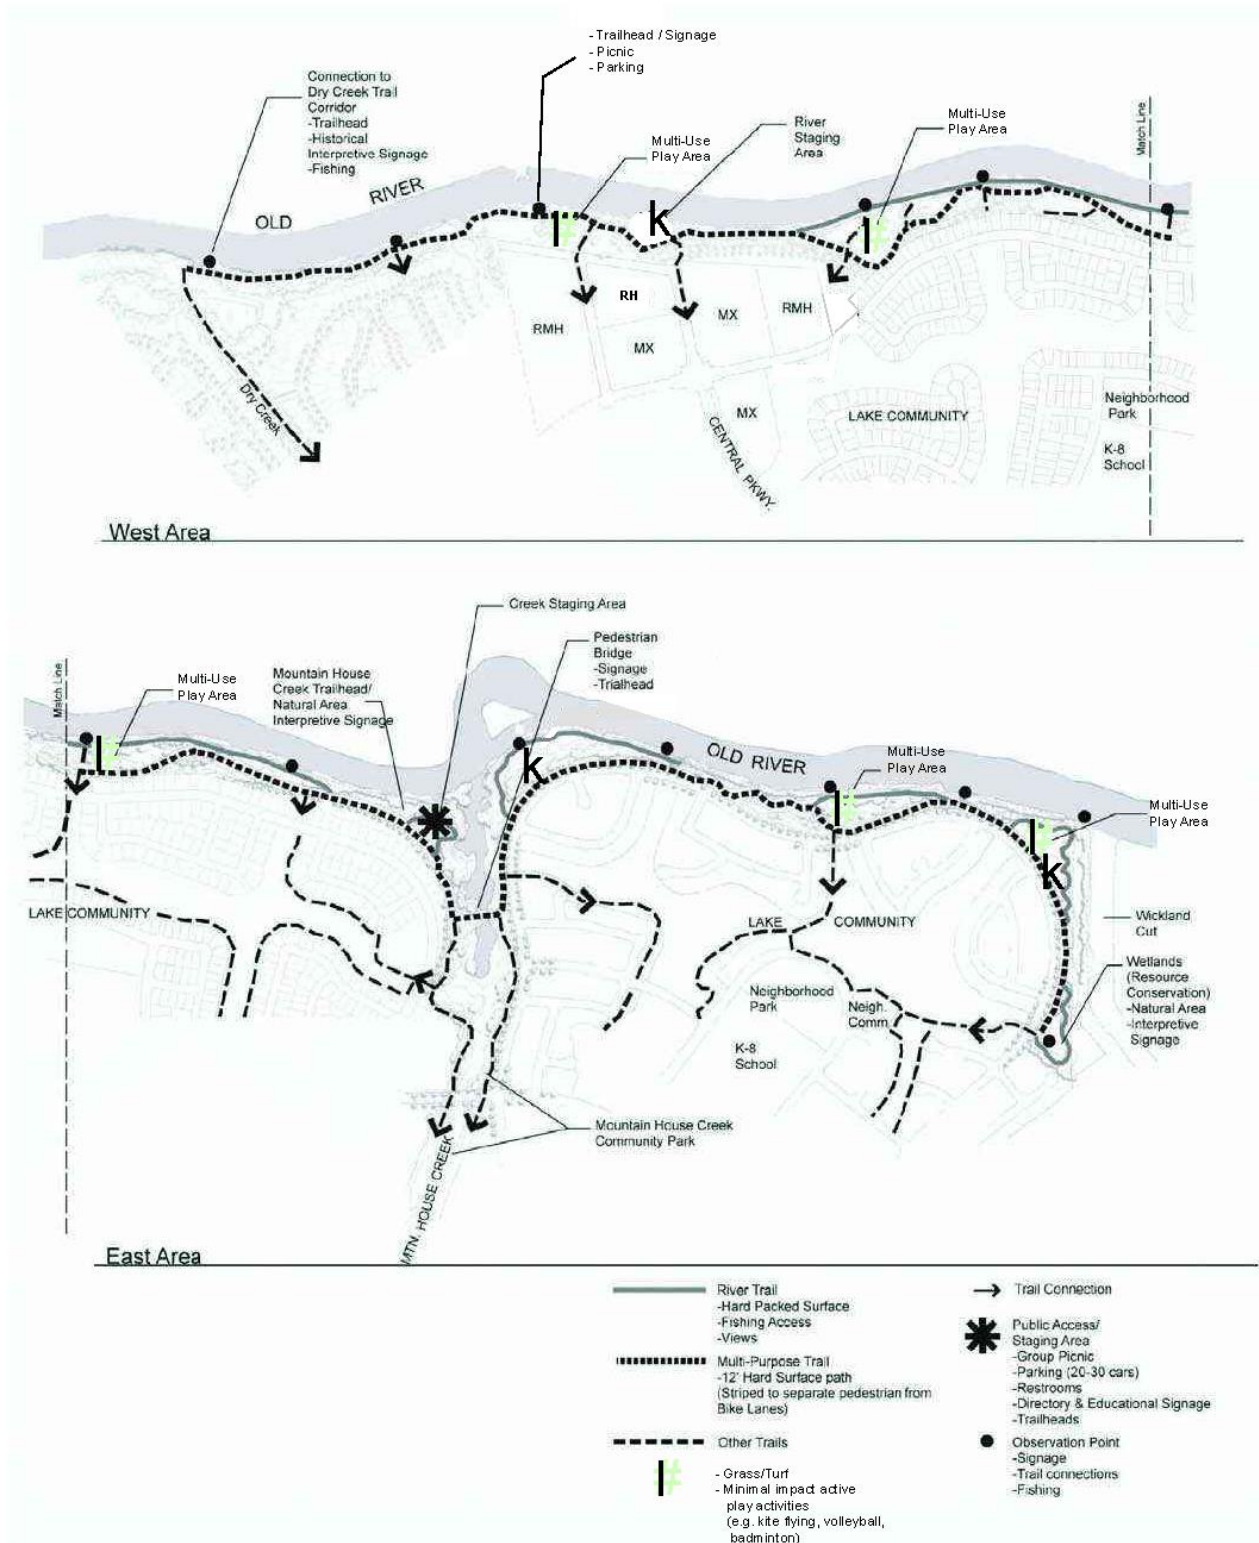 - Trailhead / Signage
- Picnic
- Parking
Connection to
Dry Creek Trail
Corridor
-Trailhead
-Historical
Interpretive Signage
-Fishing
Multi-Use
Play Area
River
Staging
Area
Multi-Use
Play Area
Match Line
OLD RIVER
k
RH
RMH
MX
MX
RMH
MX
Dry Creek
CENTRAL PKWY.
LAKE COMMUNITY
Neighborhood
Park
K-8
School
West Area
Creek Staging Area
Pedestrian
Bridge
-Signage
-Trialhead
Match Line
Multi-Use
Play Area
Mountain House
Creek Trailhead/
Natural Area
Interpretive Signage
OLD RIVER
k
Multi-Use
Play Area
Multi-Use
Play Area
k
LAKE COMMUNITY
LAKE COMMUNITY
Wickland
Cut
Wetlands
(Resource
Conservation)
-Natural Area
-Interpretive
Signage
Neighborhood
Park
Neigh.
Comm.
K-8
School
Mountain House Creek
Community Park
MTN. HOUSE CREEK
East Area
River Trail
-Hard Packed Surface
-Fishing Access
-Views
Multi-Purpose Trail
-12' Hard Surface path
(Striped to separate pedestrian from
Bike Lanes)
Other Trails
- Grass/Turf
- Minimal impact active
play activities
(e.g. kite flying, volleyball,
badminton)
Trail Connection
Public Access/
Staging Area
-Group Picnic
-Parking (20-30 cars)
-Restrooms
-Directory & Educational Signage
-Trailheads
Observation Point
-Signage
-Trail connections
-Fishing